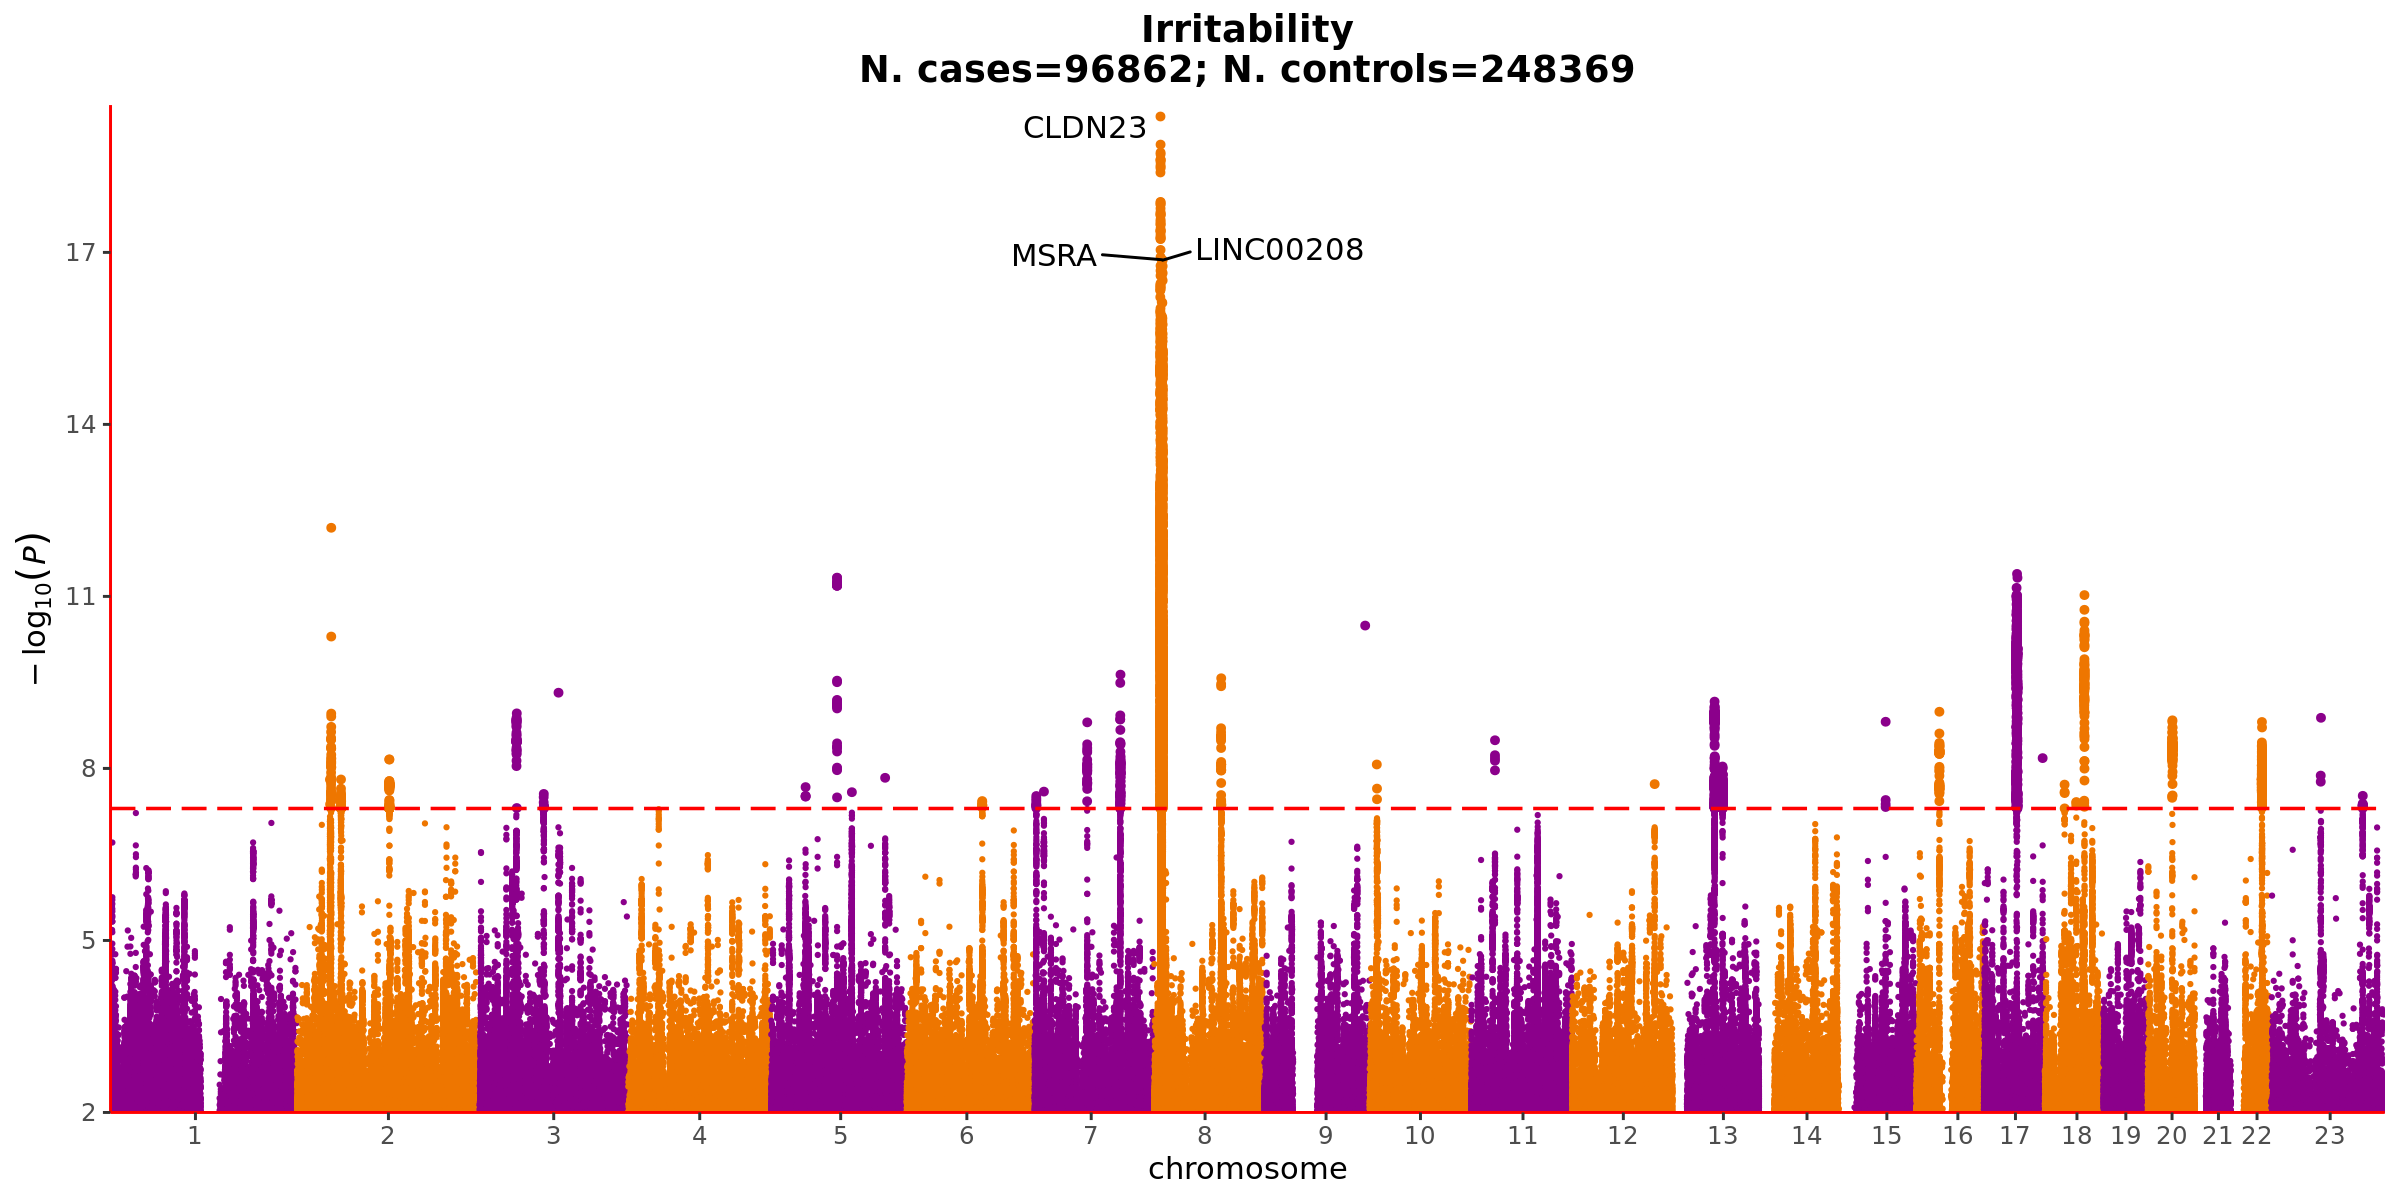 Irritability
N. cases=96862; N. controls=248369
CLDN23
MSRA
LINC00208
17
14
11
8
5
2
−log10(P)
1 2 3 4 5 6 7 8 9 10 11 12 13 14 15 16 17 18 19 20 21 22 23
chromosome